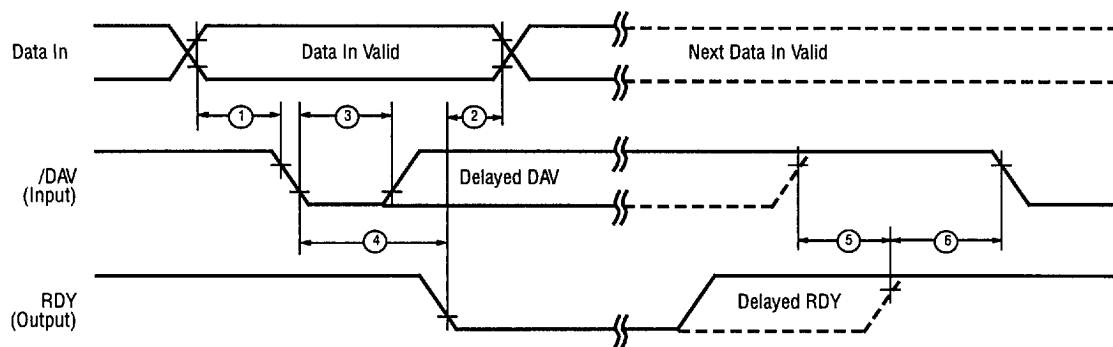 Data In
Data In Valid
Next Data In Valid
1
3
2
/DAV
(Input)
Delayed DAV
4
5
6
RDY
(Output)
Delayed RDY